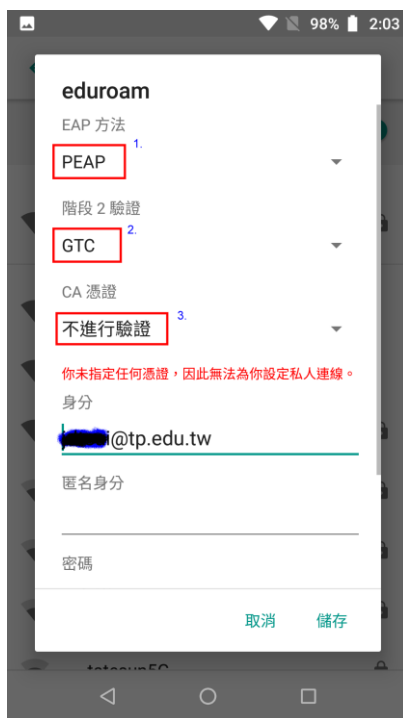 98% 2:03
eduroam
EAP 方法
1.
PEAP
階段 2 驗證
2.
GTC
CA 憑證
3.
不進行驗證
你未指定任何憑證，因此無法為你設定私人連線。
身分
i@tp.edu.tw
匿名身分
密碼
取消 儲存